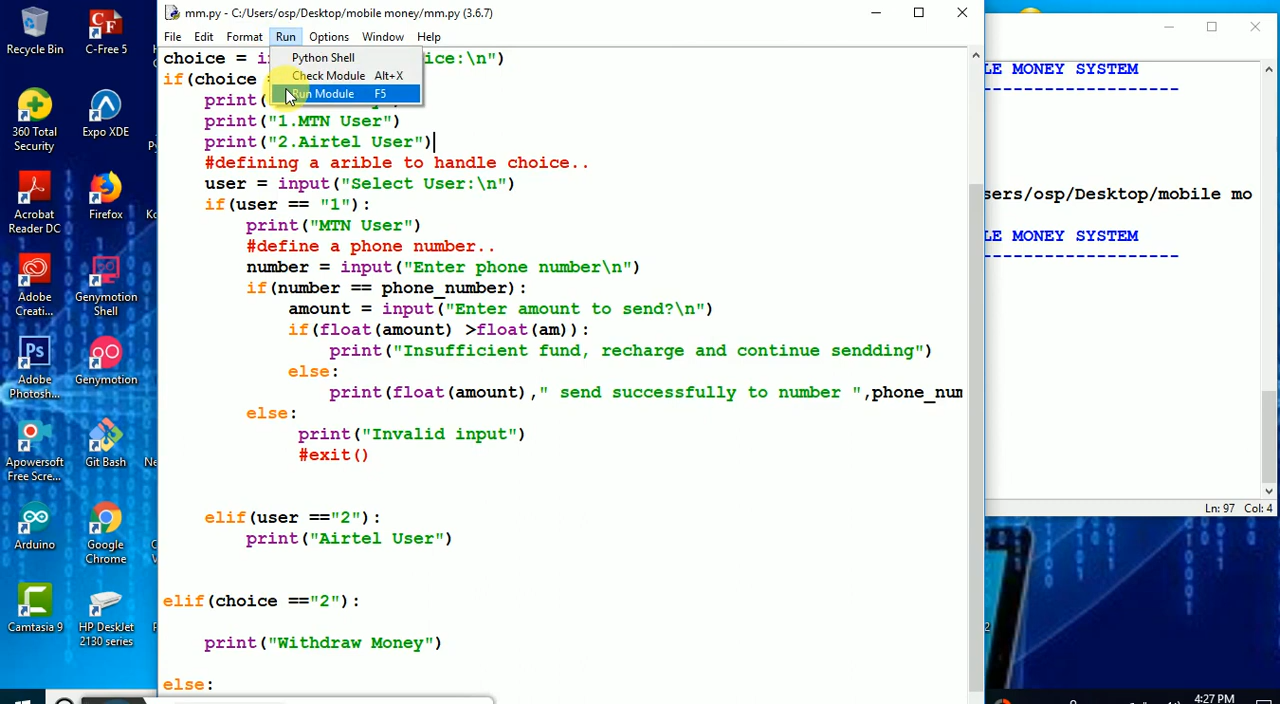 mm.py - C:/Users/osp/Desktop/mobile money/mm.py (3.6.7)
File Edit Format Run Options Window Help
Python Shell
Check Module Alt+X
Run Module F5
choice = ice:\n")
if(choice
print(
print("1.MTN User")
print("2.Airtel User")
#defining a arible to handle choice..
user = input("Select User:\n")
if(user == "1"):
print("MTN User")
#define a phone number..
number = input("Enter phone number\n")
if(number == phone_number):
amount = input("Enter amount to send?\n")
if(float(amount) >float(am)):
print("Insufficient fund, recharge and continue sendding")
else:
print(float(amount)," send successfully to number ",phone_num
else:
print("Invalid input")
#exit()
elif(user =="2"):
print("Airtel User")
elif(choice =="2"):
print("Withdraw Money")
else:
LE MONEY SYSTEM
------------------
sers/osp/Desktop/mobile mo
LE MONEY SYSTEM
------------------
Ln: 97 Col: 4
Recycle Bin
C-Free 5
360 Total
Security
Expo XDE
Acrobat
Reader DC
Firefox
Adobe
Creati...
Genymotion
Shell
Adobe
Photosh...
Genymotion
Apowersoft
Free Scre...
Git Bash
Arduino
Google
Chrome
Camtasia 9
HP DeskJet
2130 series
4:27 PM